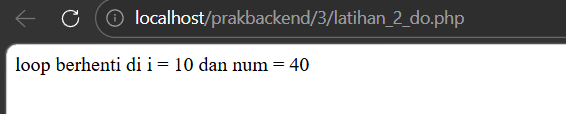 localhost/prakbackend/3/latihan_2_do.php
loop berhenti di i = 10 dan num = 40